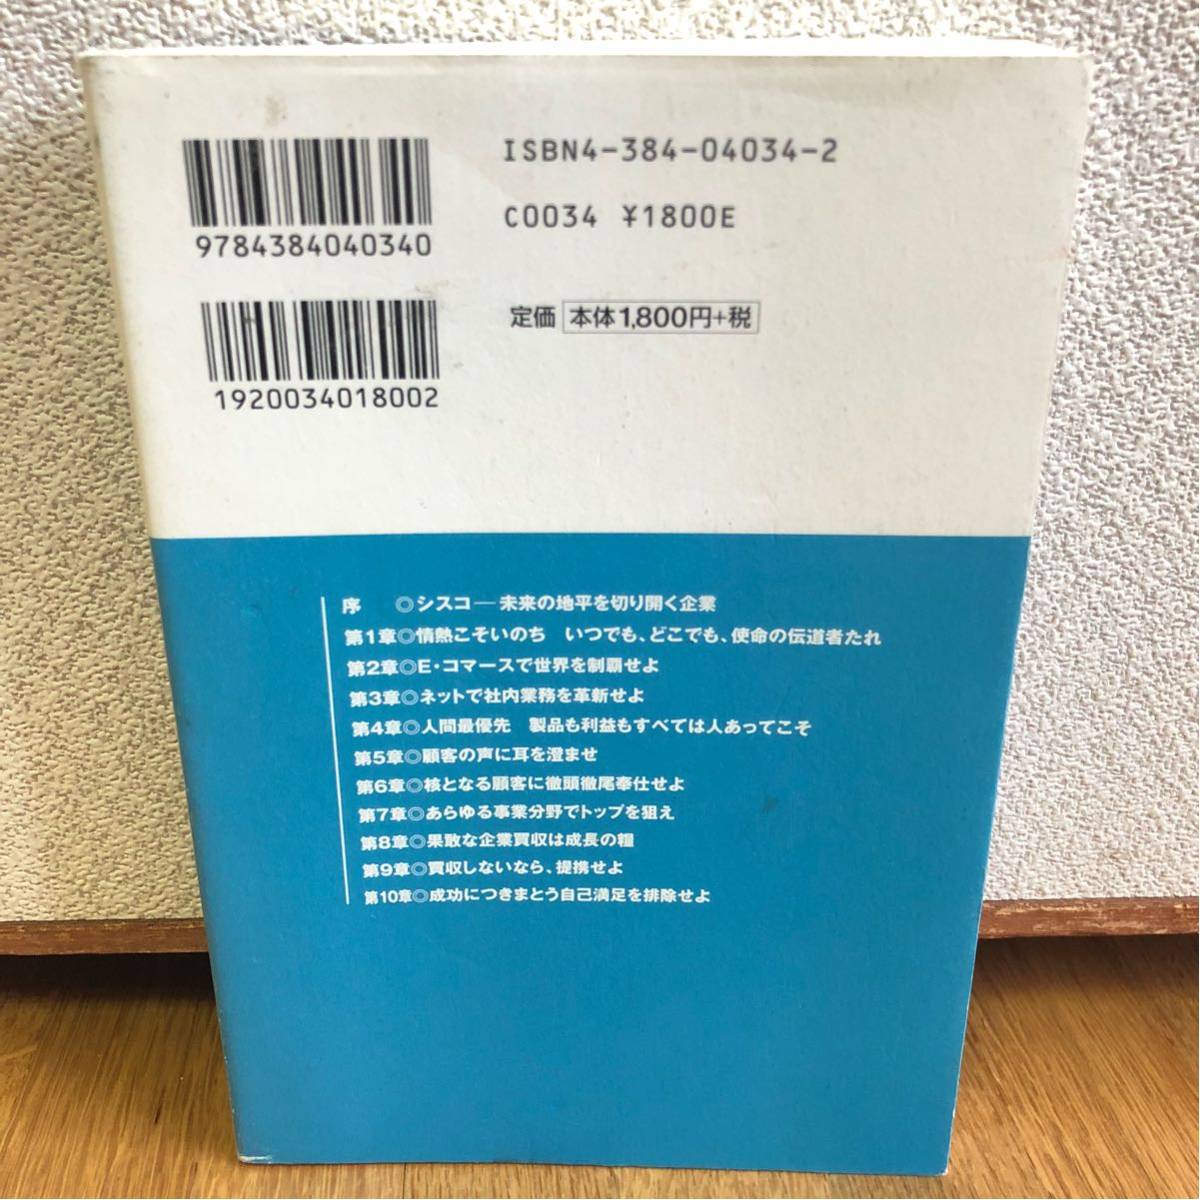 ISBN4-384-04034-2
C0034 ¥1800E
9784384040340
定価 本体1,800円+税
1920034018002
序 ◎シスコ—未来の地平を切り開く企業
第1章◎情熱こそいのち いつでも、どこでも、使命の伝道者たれ
第2章◎E・コマースで世界を制覇せよ
第3章◎ネットで社内業務を革新せよ
第4章◎人間最優先 製品も利益もすべては人あってこそ
第5章◎顧客の声に耳を澄ませ
第6章◎核となる顧客に徹頭徹尾奉仕せよ
第7章◎あらゆる事業分野でトップを狙え
第8章◎果敢な企業買収は成長の糧
第9章◎買収しないなら、提携せよ
第10章◎成功につきまとう自己満足を排除せよ